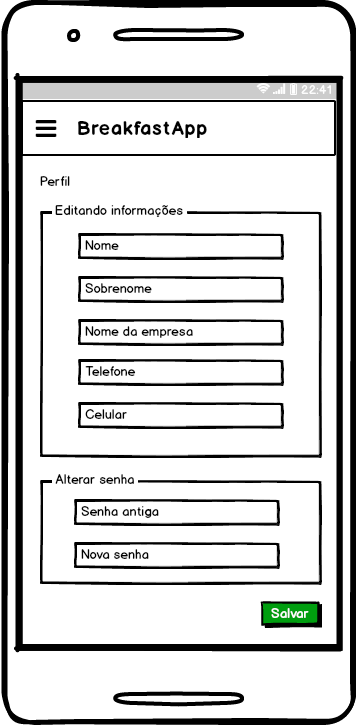 22:41
BreakfastApp
Perfil
Editando informações
Nome
Sobrenome
Nome da empresa
Telefone
Celular
Alterar senha
Senha antiga
Nova senha
Salvar